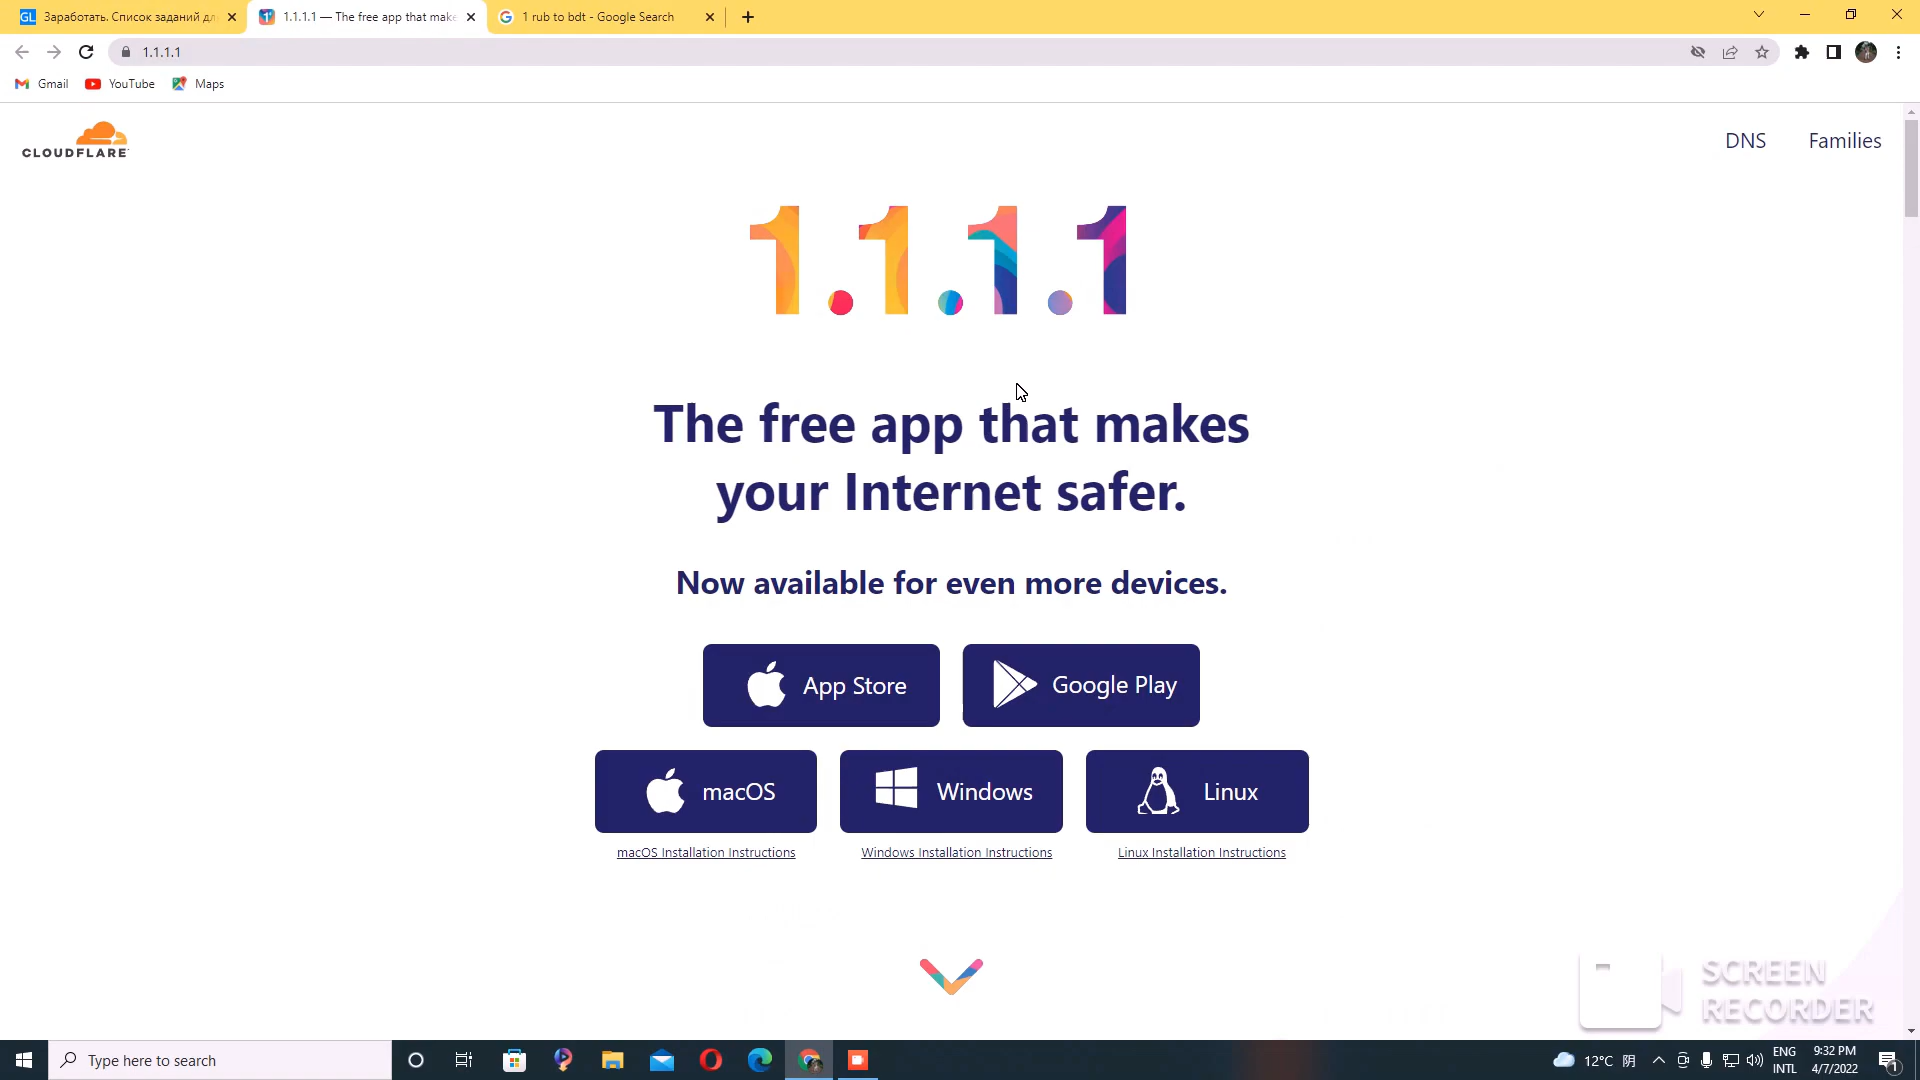 Заработать. Список заданий дл
1.1.1.1 — The free app that make
1 rub to bdt - Google Search
1.1.1.1
Gmail
YouTube
Maps
CLOUDFLARE
DNS
Families
1.1.1.1
The free app that makes
your Internet safer.
Now available for even more devices.
App Store
Google Play
macOS
Windows
Linux
macOS Installation Instructions
Windows Installation Instructions
Linux Installation Instructions
SCREEN
RECORDER
Type here to search
12°C 阴
ENG
INTL
9:32 PM
4/7/2022
1